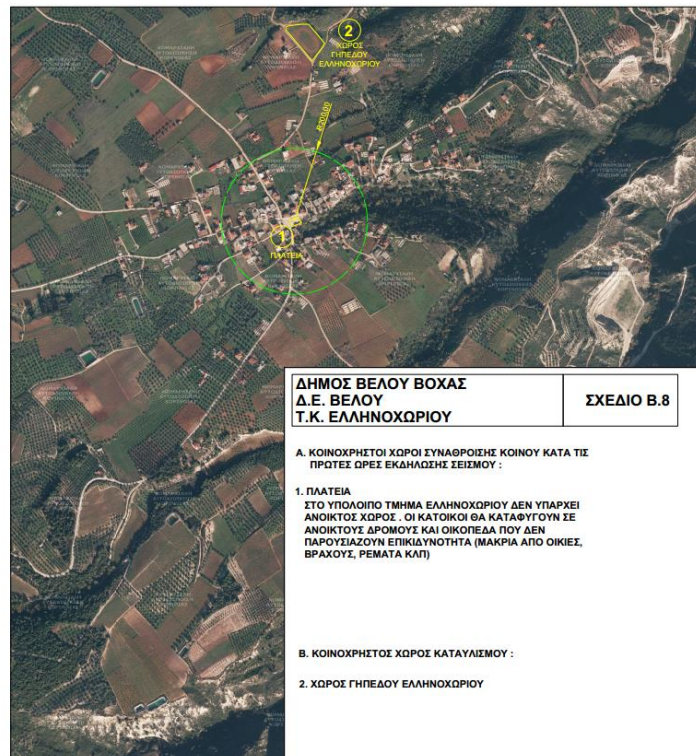 2
ΧΩΡΟΣ
ΓΗΠΕΔΟΥ
ΕΛΛΗΝΟΧΩΡΙΟΥ
1
ΠΛΑΤΕΙΑ
ΔΗΜΟΣ ΒΕΛΟΥ ΒΟΧΑΣ
Δ.Ε. ΒΕΛΟΥ
Τ.Κ. ΕΛΛΗΝΟΧΩΡΙΟΥ
ΣΧΕΔΙΟ Β.8
Α. ΚΟΙΝΟΧΡΗΣΤΟΙ ΧΩΡΟΙ ΣΥΝΑΘΡΟΙΣΗΣ ΚΟΙΝΟΥ ΚΑΤΑ ΤΙΣ
ΠΡΩΤΕΣ ΩΡΕΣ ΕΚΔΗΛΩΣΗΣ ΣΕΙΣΜΟΥ :
1. ΠΛΑΤΕΙΑ
ΣΤΟ ΥΠΟΛΟΙΠΟ ΤΜΗΜΑ ΕΛΛΗΝΟΧΩΡΙΟΥ ΔΕΝ ΥΠΑΡΧΕΙ
ΑΝΟΙΚΤΟΣ ΧΩΡΟΣ . ΟΙ ΚΑΤΟΙΚΟΙ ΘΑ ΚΑΤΑΦΥΓΟΥΝ ΣΕ
ΑΝΟΙΚΤΟΥΣ ΔΡΟΜΟΥΣ ΚΑΙ ΟΙΚΟΠΕΔΑ ΠΟΥ ΔΕΝ
ΠΑΡΟΥΣΙΑΖΟΥΝ ΕΠΙΚΙΔΥΝΟΤΗΤΑ (ΜΑΚΡΙΑ ΑΠΟ ΟΙΚΙΕΣ,
ΒΡΑΧΟΥΣ, ΡΕΜΑΤΑ ΚΛΠ)
Β. ΚΟΙΝΟΧΡΗΣΤΟΣ ΧΩΡΟΣ ΚΑΤΑΥΛΙΣΜΟΥ :
2. ΧΩΡΟΣ ΓΗΠΕΔΟΥ ΕΛΛΗΝΟΧΩΡΙΟΥ